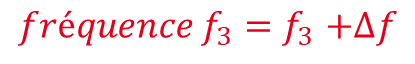 fréquence f₃ = f₃ +Δf